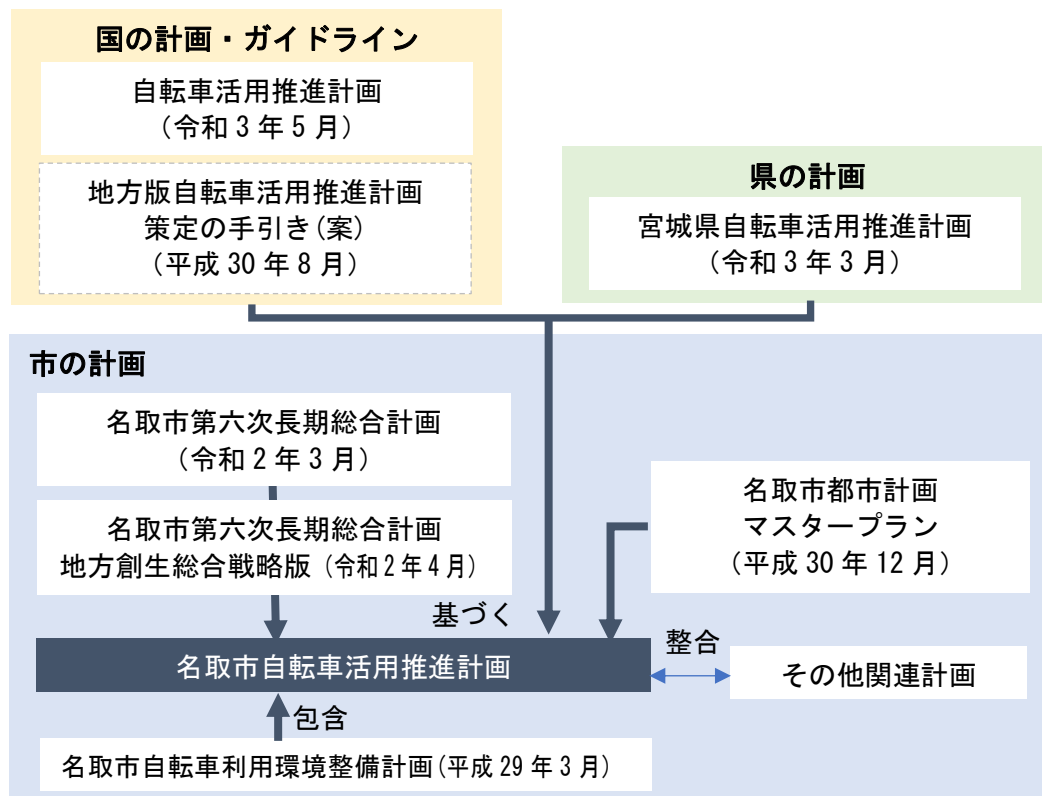 国の計画・ガイドライン
自転車活用推進計画
(令和3年5月)
地方版自転車活用推進計画
策定の手引き(案)
(平成30年8月)
県の計画
宮城県自転車活用推進計画
(令和3年3月)
市の計画
名取市第六次長期総合計画
(令和2年3月)
名取市第六次長期総合計画
地方創生総合戦略版(令和2年4月)
名取市都市計画
マスタープラン
(平成30年12月)
基づく
名取市自転車活用推進計画
整合
その他関連計画
包含
名取市自転車利用環境整備計画(平成29年3月)